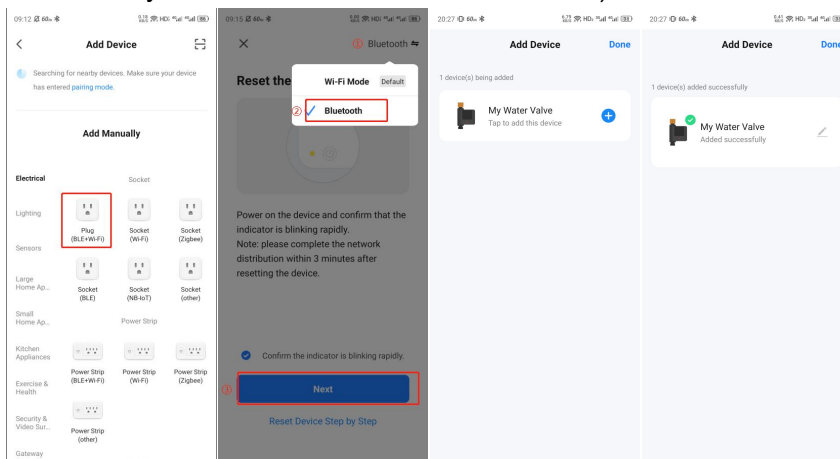 09:12
Add Device
Searching for nearby devices. Make sure your device
has entered pairing mode.
Add Manually
Electrical
Socket
Lighting
Plug
(BLE+Wi-Fi)
Socket
(Wi-Fi)
Socket
(Zigbee)
Sensors
Large
Home Ap...
Socket
(BLE)
Socket
(NB-IoT)
Socket
(other)
Small
Home Ap...
Power Strip
Kitchen
Appliances
Power Strip
(BLE+Wi-Fi)
Power Strip
(Wi-Fi)
Power Strip
(Zigbee)
Exercise &
Health
Security &
Video Sur...
Power Strip
(other)
Gateway
09:15
① Bluetooth
Reset the
Wi-Fi Mode Default
② Bluetooth
Power on the device and confirm that the
indicator is blinking rapidly.
Note: please complete the network
distribution within 3 minutes after
resetting the device.
Confirm the indicator is blinking rapidly.
③ Next
Reset Device Step by Step
20:27
Add Device Done
1 device(s) being added
My Water Valve
Tap to add this device
20:27
Add Device Done
1 device(s) added successfully
My Water Valve
Added successfully